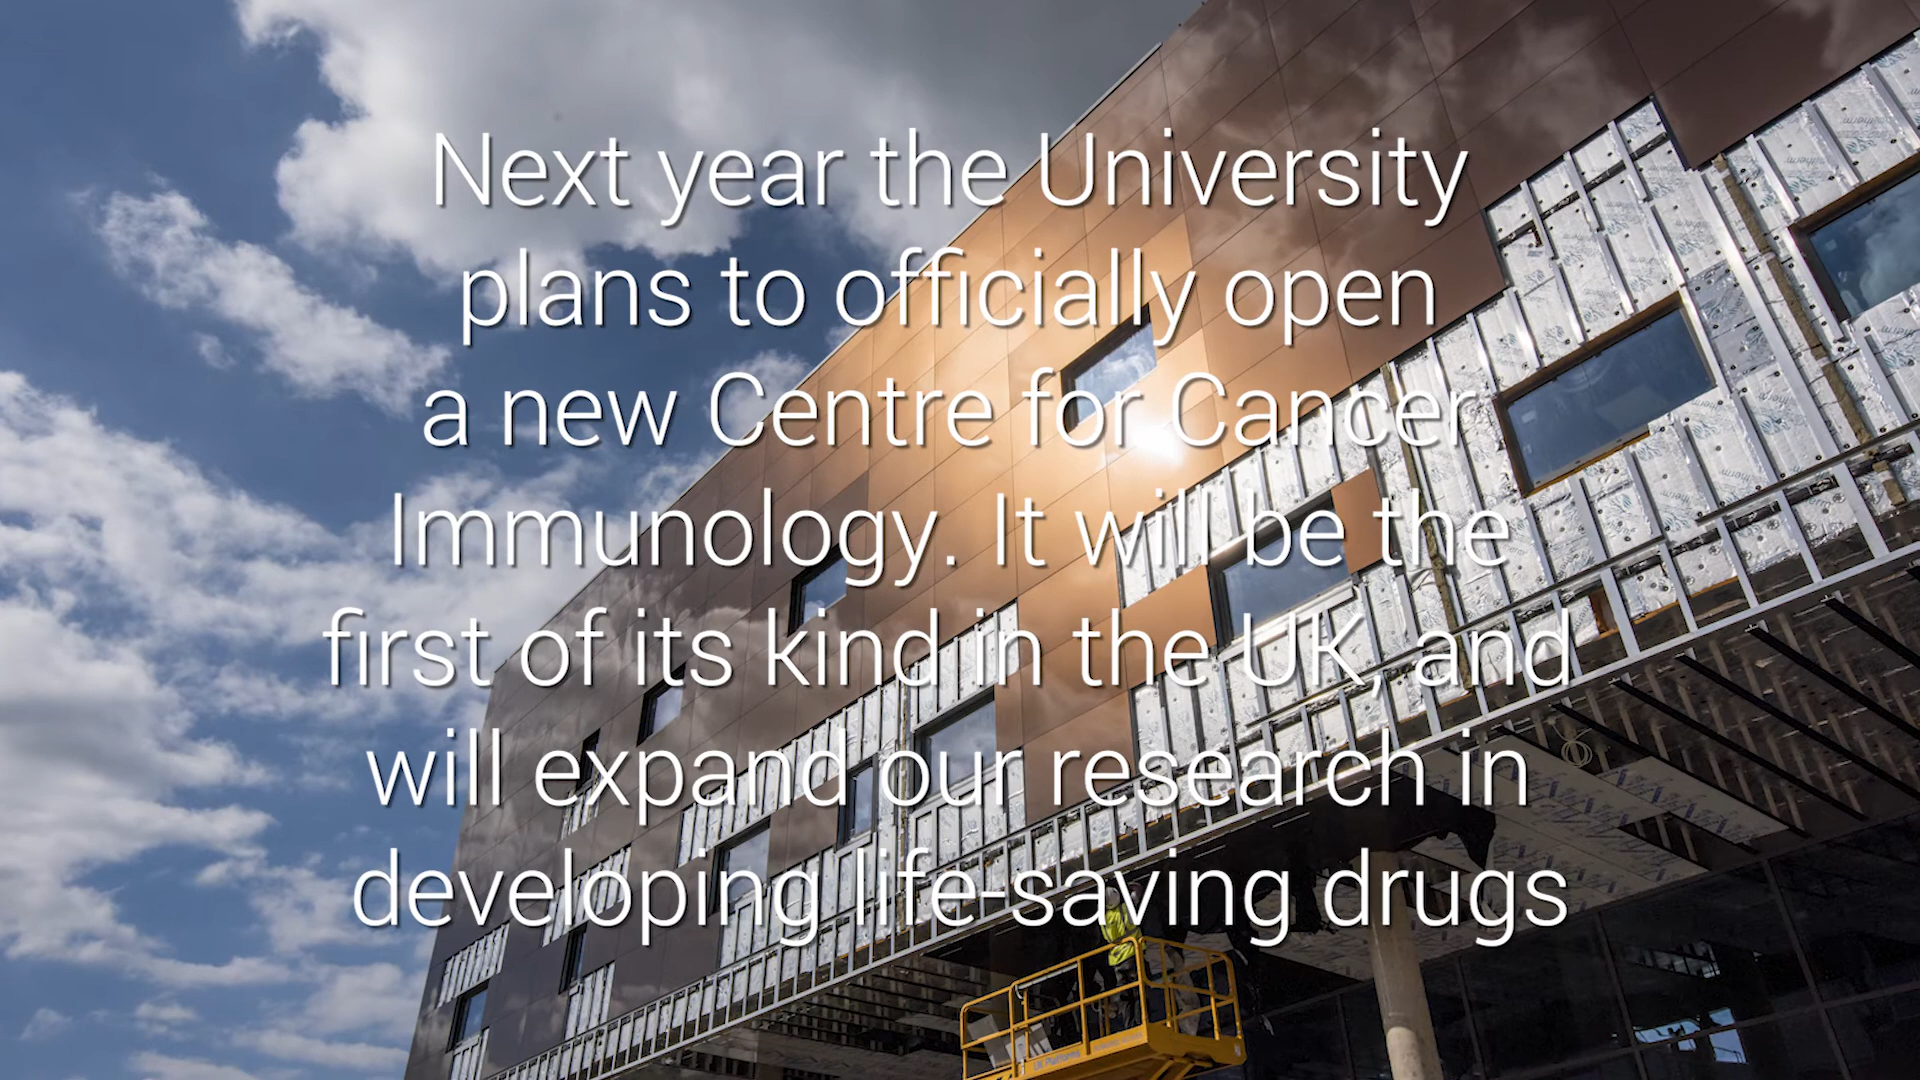 Next year the University
plans to officially open
a new Centre for Cancer
Immunology. It will be the
first of its kind in the UK, and
will expand our research in
developing life-saving drugs